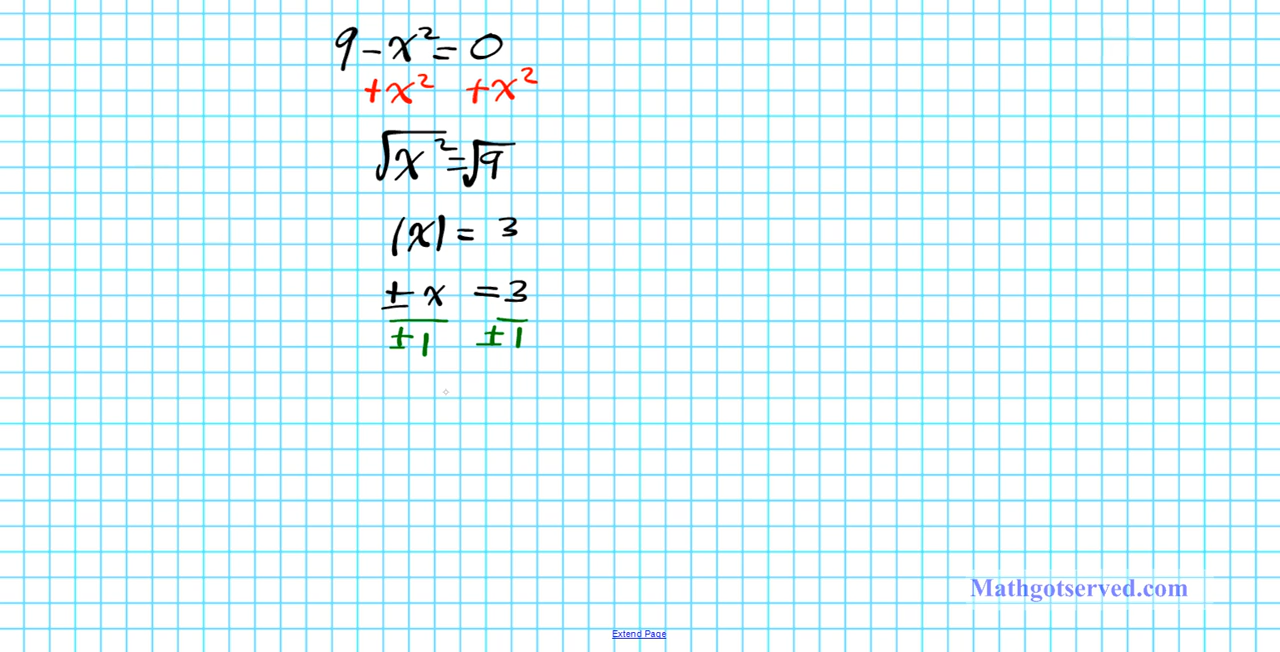 9 - x² = 0
+x² +x²
√x² = √9
|x| = 3
± x = 3
±1 ±1
Mathgotserved.com
Extend Page